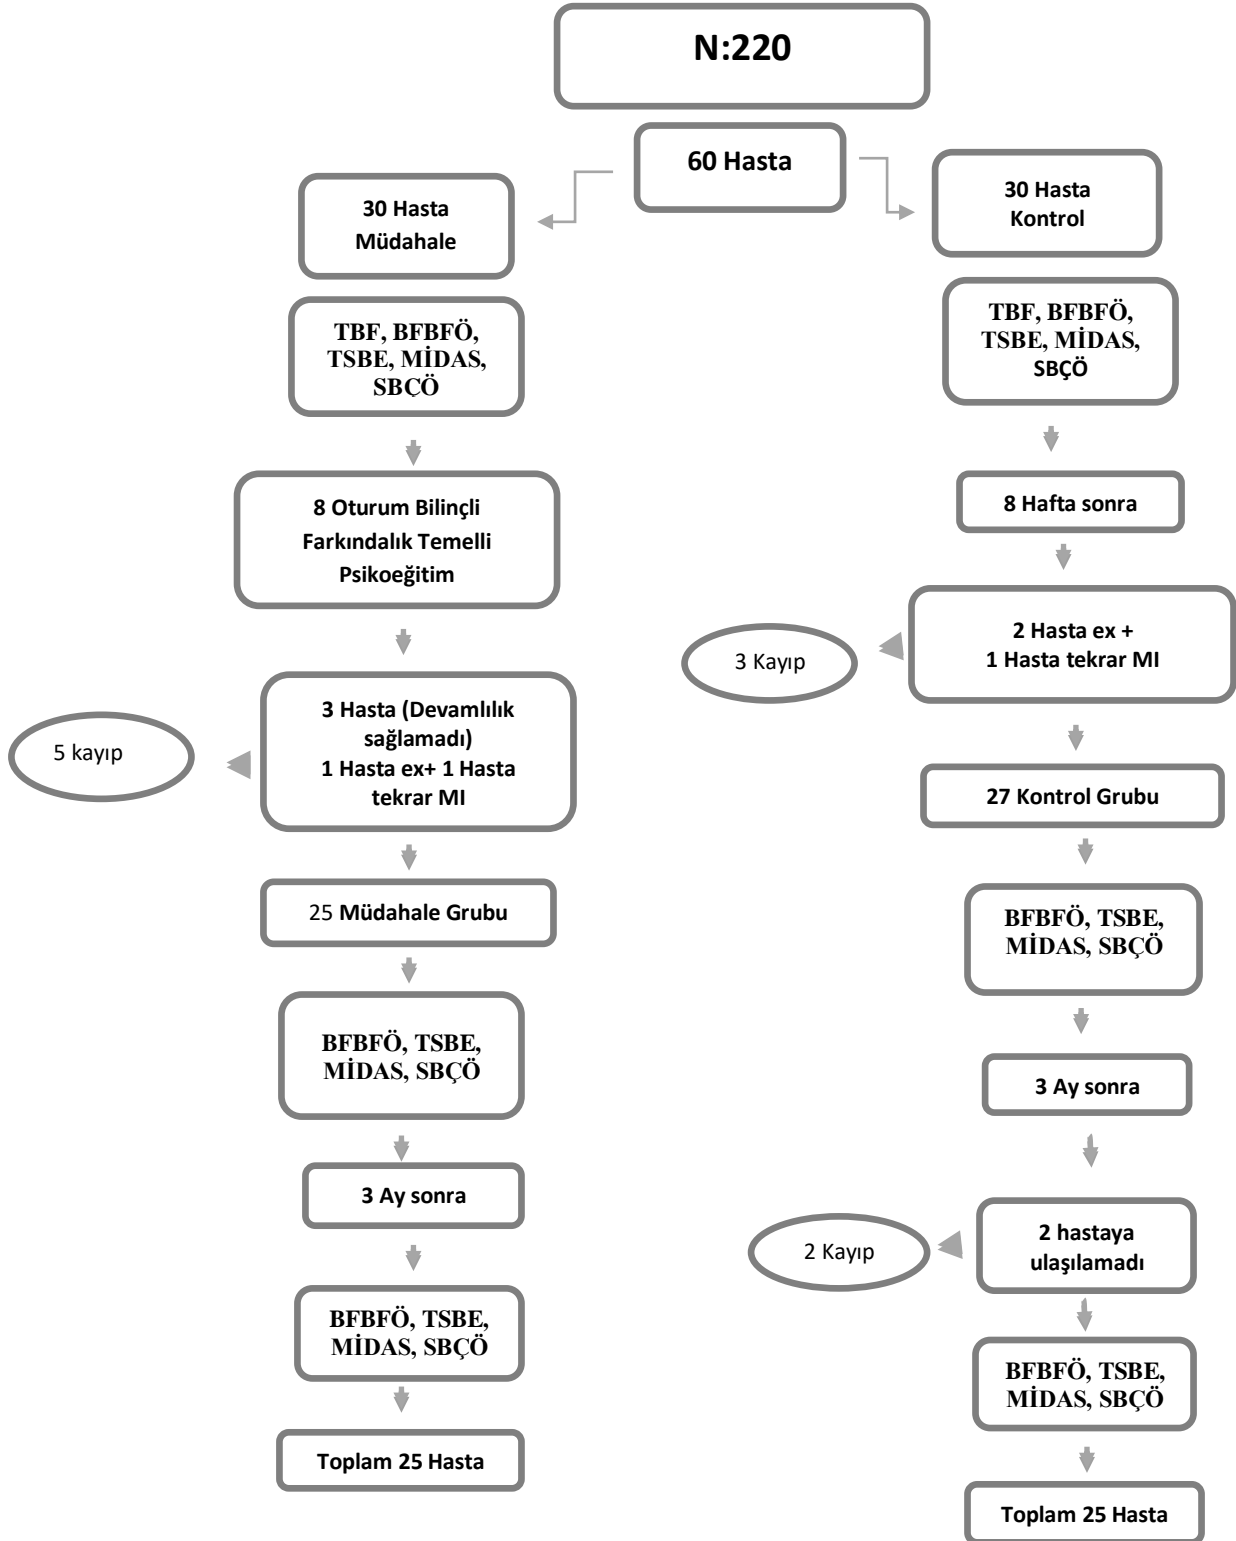 N:220
60 Hasta
30 Hasta
Müdahale
TBF, BFBFÖ,
TSBE, MİDAS,
SBÇÖ
8 Oturum Bilinçli
Farkındalık Temelli
Psikoeğitim
3 Hasta (Devamlılık
sağlamadı)
1 Hasta ex+ 1 Hasta
tekrar MI
5 kayıp
25 Müdahale Grubu
BFBFÖ, TSBE,
MİDAS, SBÇÖ
3 Ay sonra
BFBFÖ, TSBE,
MİDAS, SBÇÖ
Toplam 25 Hasta
30 Hasta
Kontrol
TBF, BFBFÖ,
TSBE, MİDAS,
SBÇÖ
8 Hafta sonra
2 Hasta ex +
1 Hasta tekrar MI
3 Kayıp
27 Kontrol Grubu
BFBFÖ, TSBE,
MİDAS, SBÇÖ
3 Ay sonra
2 hastaya
ulaşılamadı
2 Kayıp
BFBFÖ, TSBE,
MİDAS, SBÇÖ
Toplam 25 Hasta